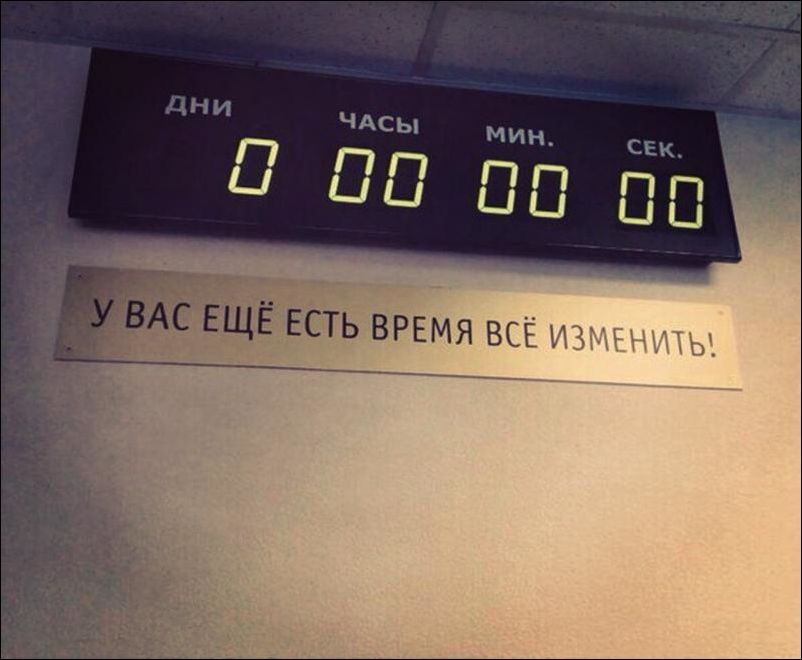 ДНИ ЧАСЫ МИН. СЕК.
0 00 00 00
У ВАС ЕЩЁ ЕСТЬ ВРЕМЯ ВСЁ ИЗМЕНИТЬ!